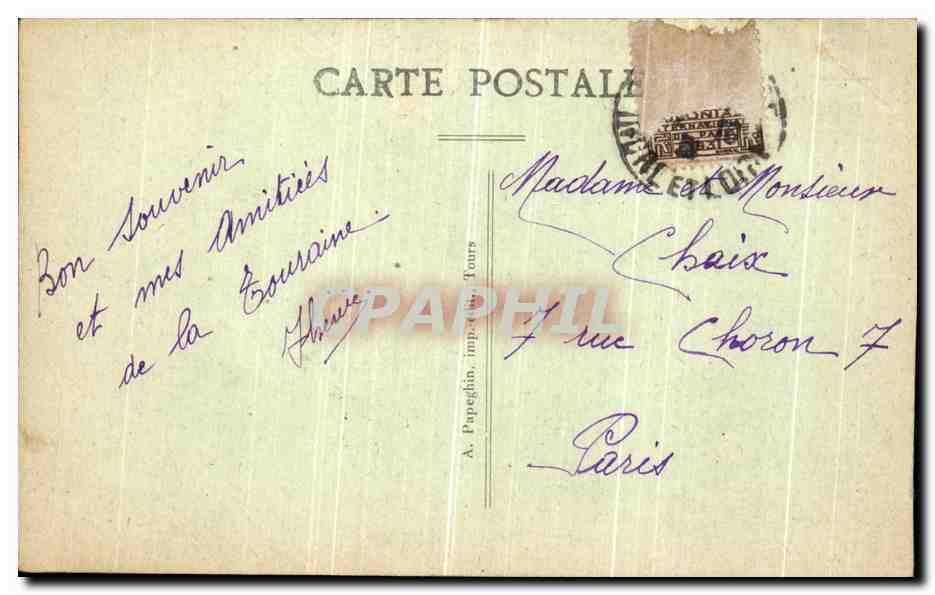 CARTE POSTALE
Bon Souvenir
et mes Amitiés
de la Touraine.
Madame et Monsieur
Chaix
7 rue Choron 7
Paris
A. Papeghin, imp.-édit. Tours
CPAPHIL